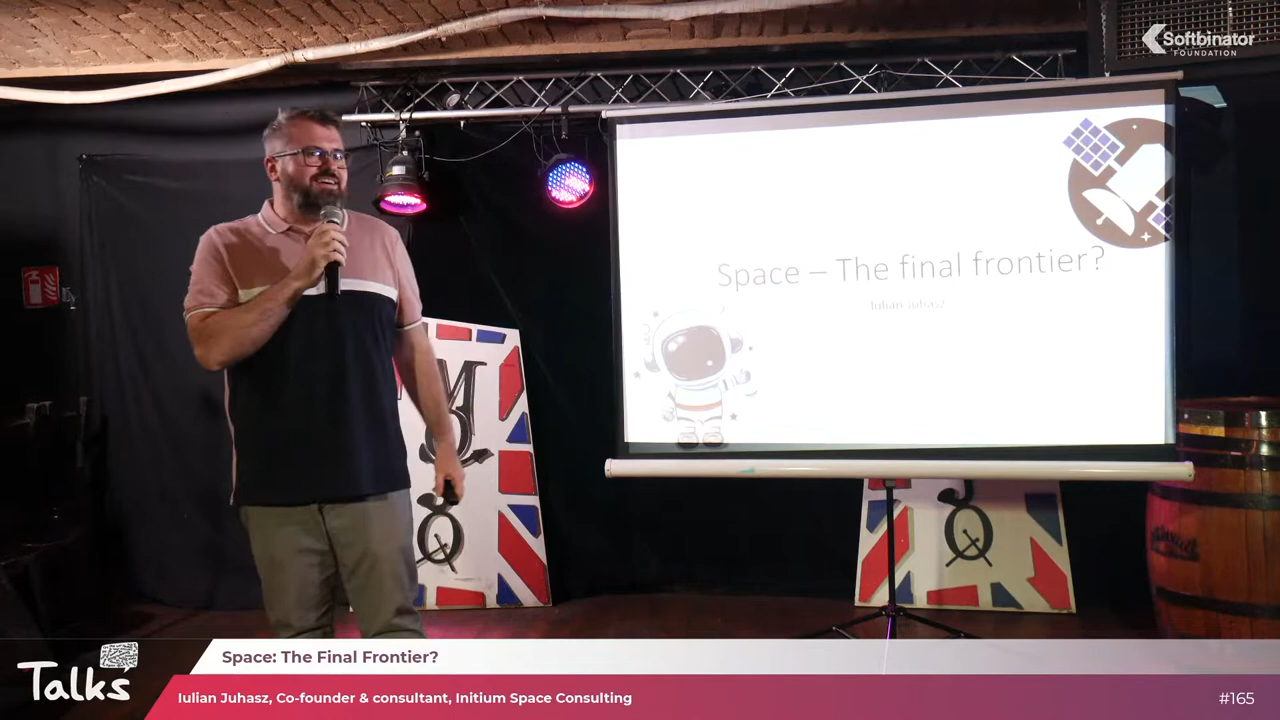 Softbinator
FOUNDATION
Space – The final frontier?
Iulian Juhasz
M
Q
Q
Q
Talks
Space: The Final Frontier?
Iulian Juhasz, Co-founder & consultant, Initium Space Consulting
#165